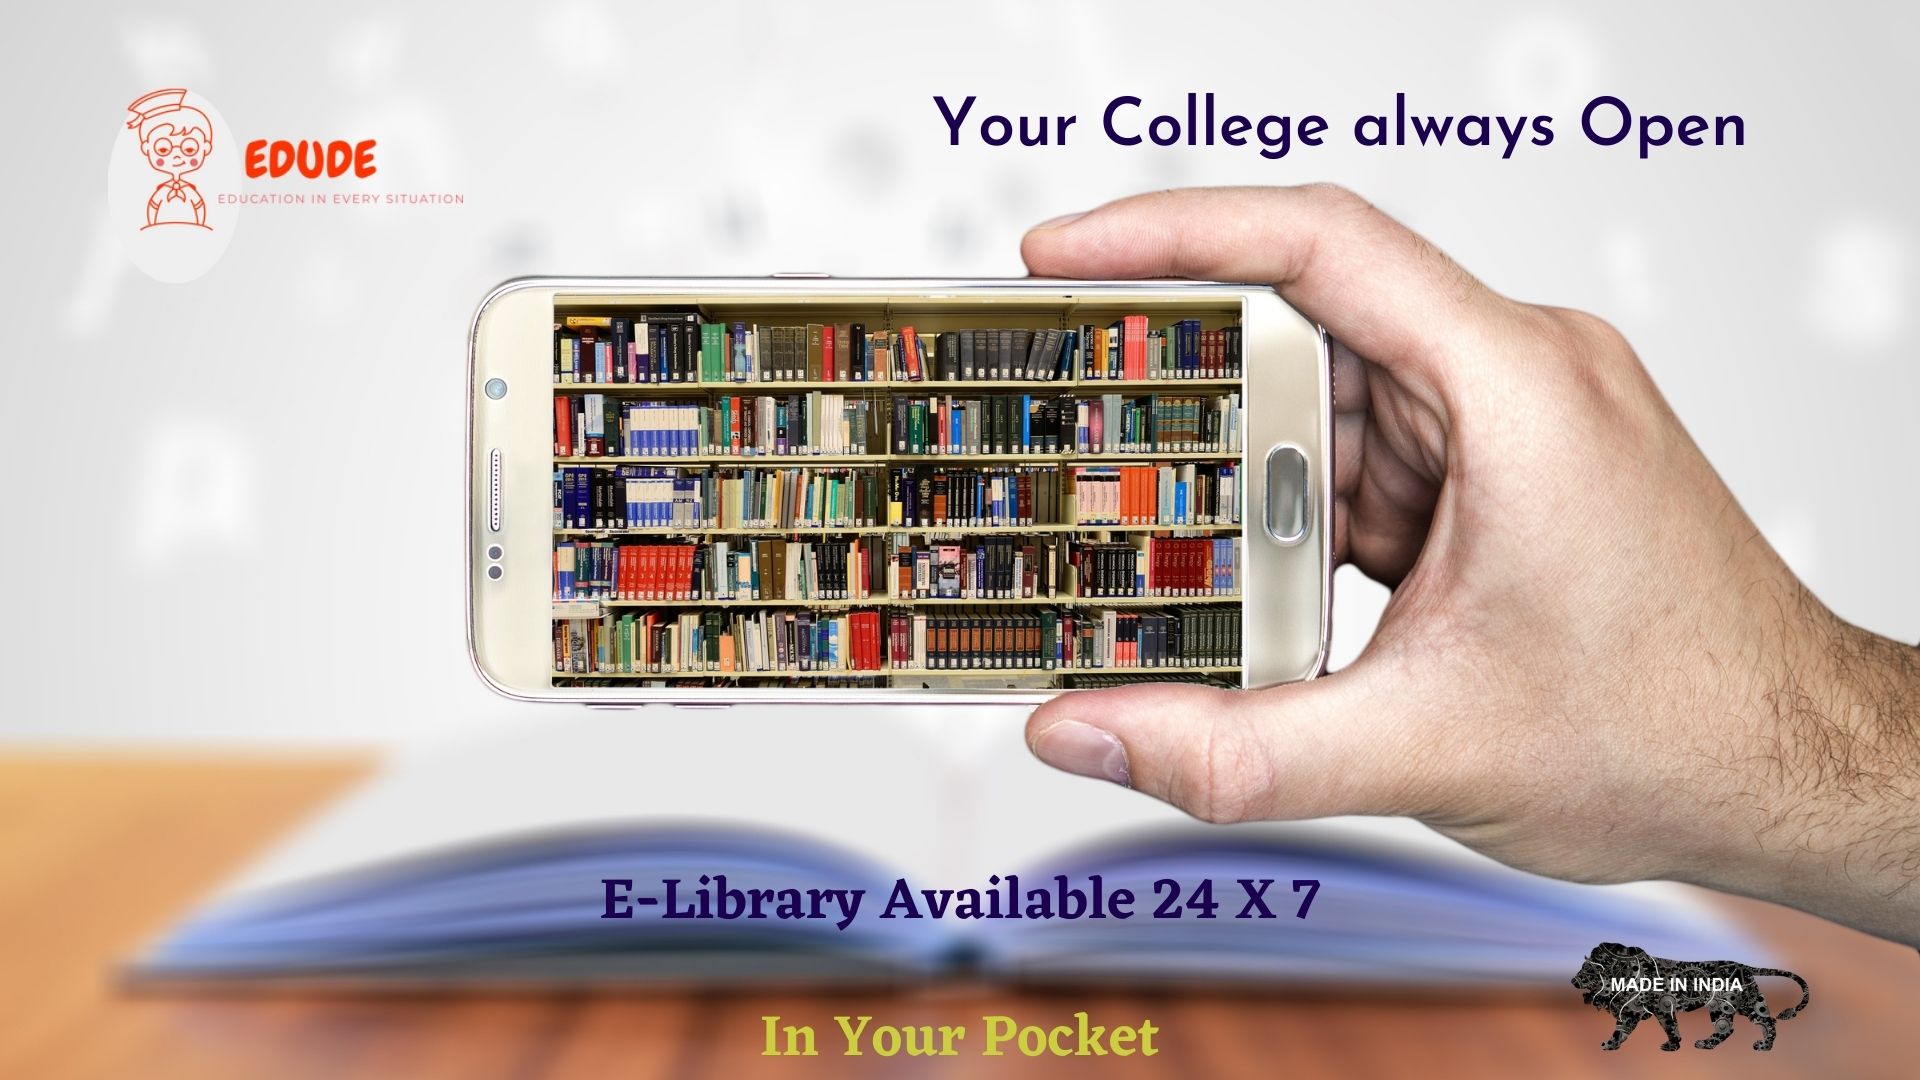 Your College always Open
EDUDE
EDUCATION IN EVERY SITUATION
E-Library Available 24 X 7
MADE IN INDIA
In Your Pocket